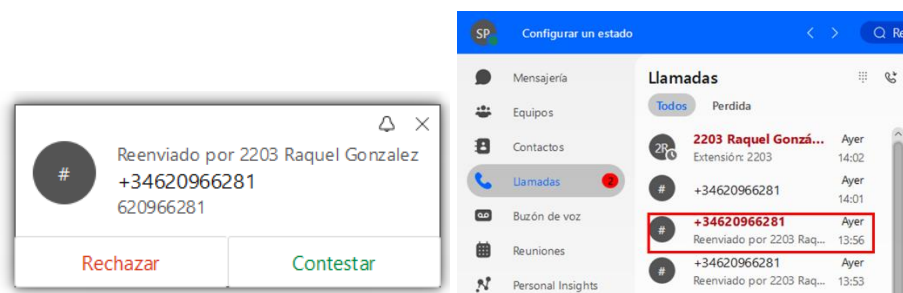 #
Reenviado por 2203 Raquel Gonzalez
+34620966281
620966281
Rechazar
Contestar
SP
Configurar un estado
Re
Mensajería
Equipos
Contactos
Llamadas
2
Buzón de voz
Reuniones
Personal Insights
Llamadas
Todos
Perdida
2R
2203 Raquel Gonzá...
Ayer
Extensión: 2203
14:02
#
+34620966281
Ayer
14:01
#
+34620966281
Ayer
Reenviado por 2203 Raq...
13:56
#
+34620966281
Ayer
Reenviado por 2203 Raq...
13:53